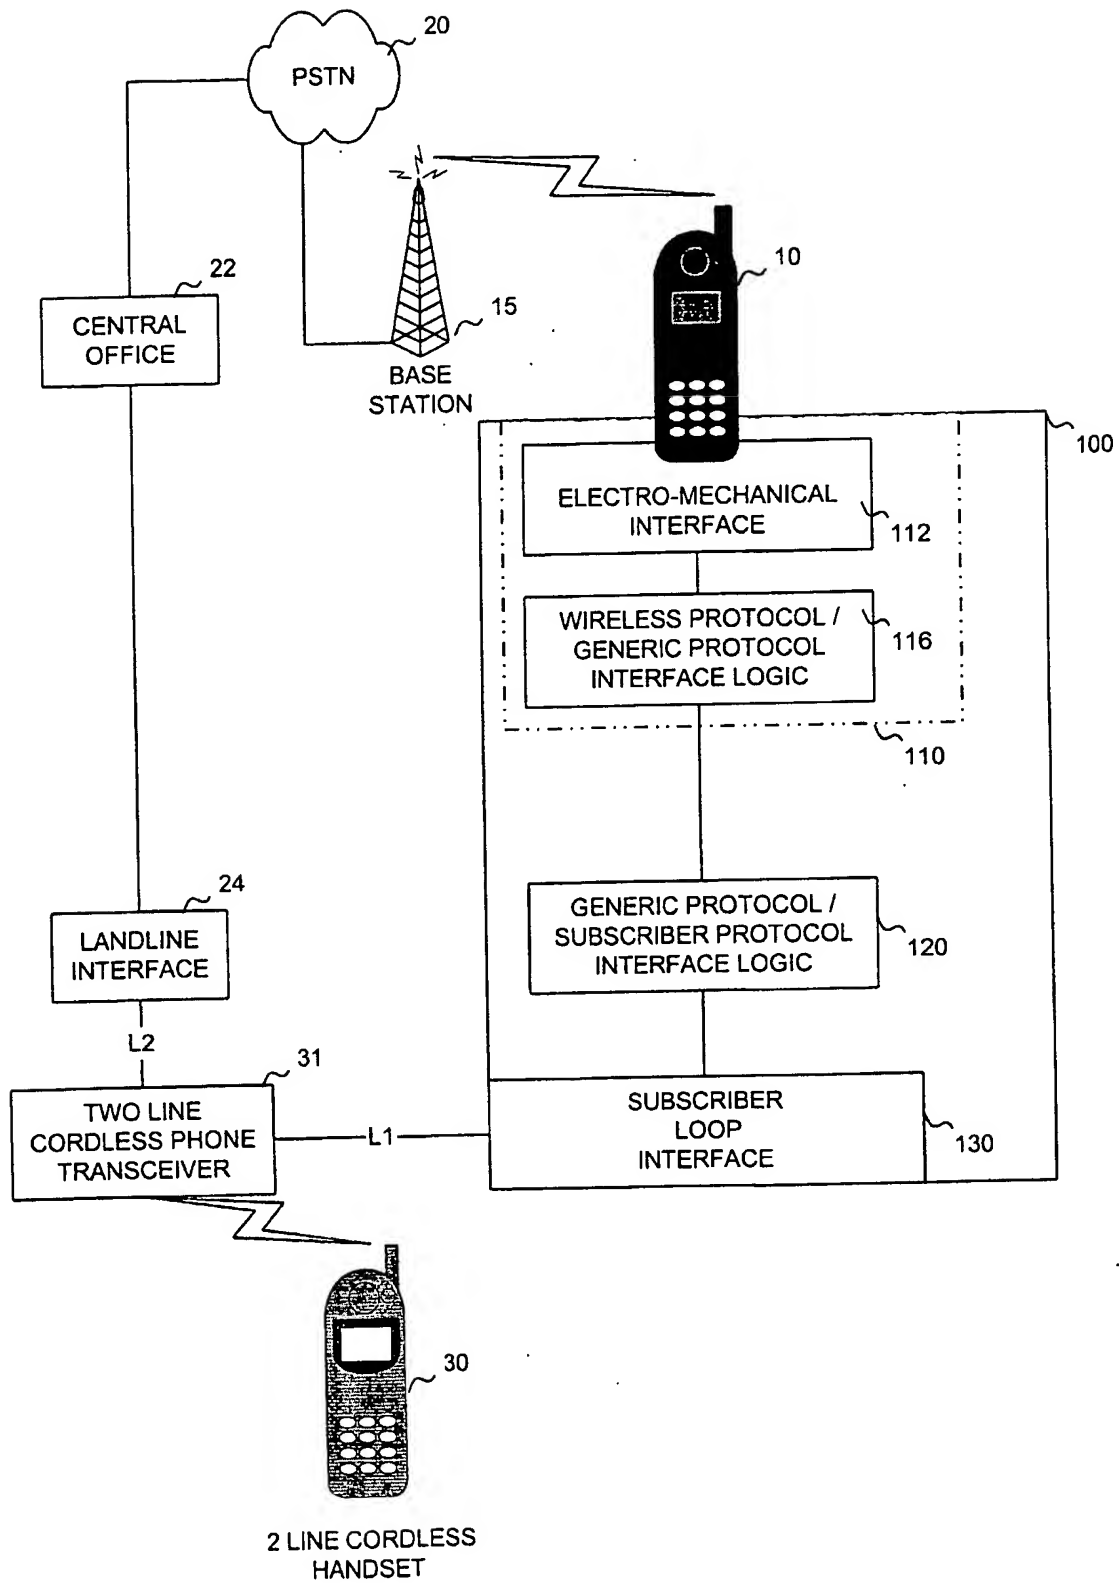 20
PSTN
10
22
CENTRAL
OFFICE
15
BASE
STATION
100
ELECTRO-MECHANICAL
INTERFACE
112
WIRELESS PROTOCOL /
GENERIC PROTOCOL
INTERFACE LOGIC
116
110
24
LANDLINE
INTERFACE
GENERIC PROTOCOL /
SUBSCRIBER PROTOCOL
INTERFACE LOGIC
120
L2
31
TWO LINE
CORDLESS PHONE
TRANSCEIVER
L1
SUBSCRIBER
LOOP
INTERFACE
130
30
2 LINE CORDLESS
HANDSET